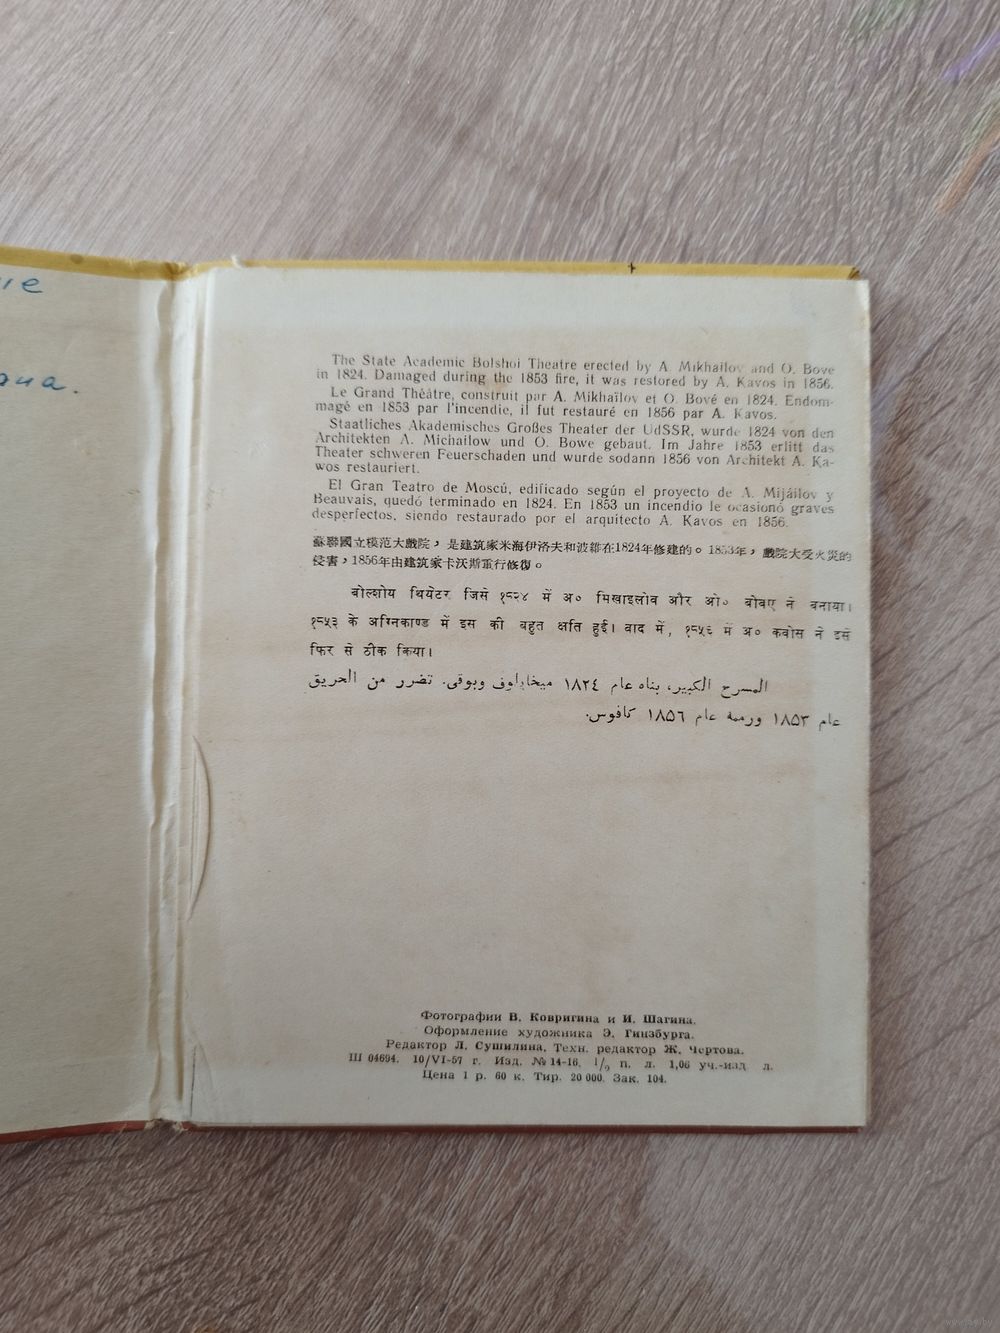 The State Academic Bolshoi Theatre erected by A. Mikhailov and O. Bove
in 1824. Damaged during the 1853 fire, it was restored by A. Kavos in 1856.
Le Grand Théâtre, construit par A. Mikhaïlov et O. Bové en 1824. Endom-
magé en 1853 par l'incendie, il fut restauré en 1856 par A. Kavos.
Staatliches Akademisches Großes Theater der UdSSR, wurde 1824 von den
Architekten A. Michailow und O. Bowe gebaut. Im Jahre 1853 erlitt das
Theater schweren Feuerschaden und wurde sodann 1856 von Architekt A. Ka-
wos restauriert.
El Gran Teatro de Moscú, edificado según el proyecto de A. Mijáilov y
Beauvais, quedó terminado en 1824. En 1853 un incendio le ocasionó graves
desperfectos, siendo restaurado por el arquitecto A. Kavos en 1856.
蘇聯國立模范大戲院，是建筑家米海伊洛夫和波維在1824年修建的。1853年，戲院大受火災的
侵害，1856年由建筑家卡沃斯重行修復。
बोल्शोय थियेटर जिसे १८२४ में अ० मिखाइलोव और ओ० बोवए ने बनाया।
१८५३ के अग्निकाण्ड में इस की बहुत क्षति हुई। बाद में, १८५६ में अ० कवोस ने इसे
फिर से ठीक किया।
المسرح الكبير، بناه عام ١٨٢٤ ميخايلوف وبوفى. تضرر من الحريق
عام ١٨٥٣ ورممه عام ١٨٥٦ كافوس.
Фотографии В. Ковригина и И. Шагина.
Оформление художника Э. Гинзбурга.
Редактор Л. Сушилина, Техн. редактор Ж. Чертова.
Ш 04694. 10/VI-57 г. Изд. № 14-16. 1/9 п. л. 1,06 уч.-изд л.
Цена 1 р. 60 к. Тир. 20 000. Зак. 104.